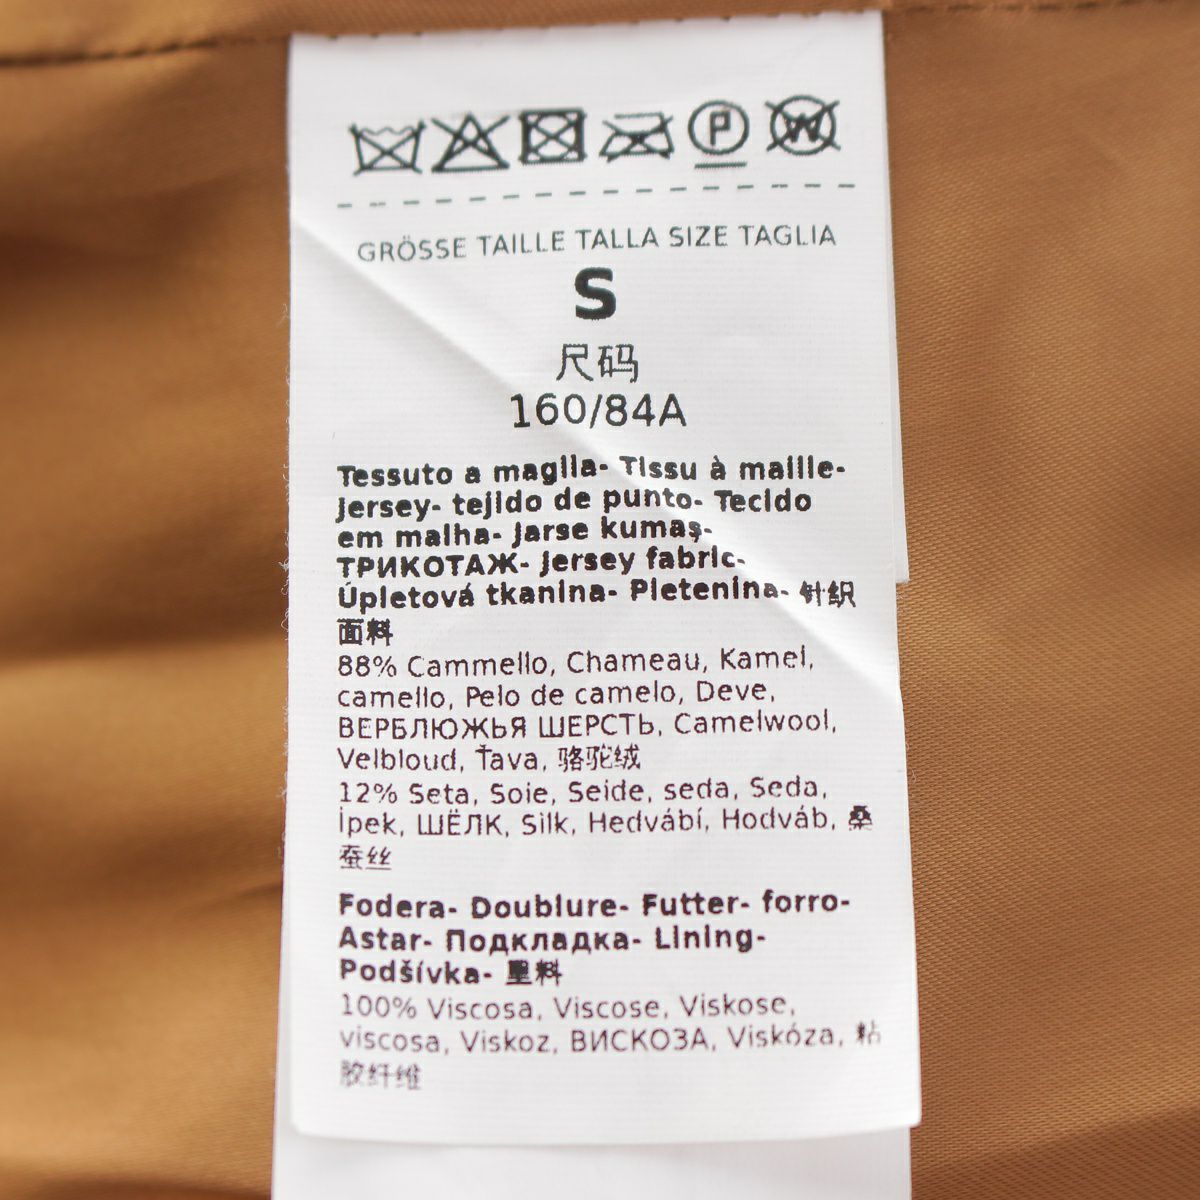 GRÖSSE TAILLE TALLA SIZE TAGLIA
S
尺码
160/84A
Tessuto a maglia- Tissu à maille-
Jersey- tejido de punto- Tecido
em malha- Jarse kumaş-
ТРИКОТАЖ- Jersey fabric-
Úpletová tkanina- Pletenina- 针织
面料
88% Cammello, Chameau, Kamel,
camello, Pelo de camelo, Deve,
ВЕРБЛЮЖЬЯ ШЕРСТЬ, Camelwool,
Velbloud, Ťava, 骆驼绒
12% Seta, Soie, Seide, seda, Seda,
İpek, ШЁЛК, Silk, Hedvábí, Hodváb, 桑
蚕丝
Fodera- Doublure- Futter- forro-
Astar- Подкладка- Lining-
Podšívka- 里料
100% Viscosa, Viscose, Viskose,
viscosa, Viskoz, ВИСКОЗА, Viskóza, 粘
胶纤维